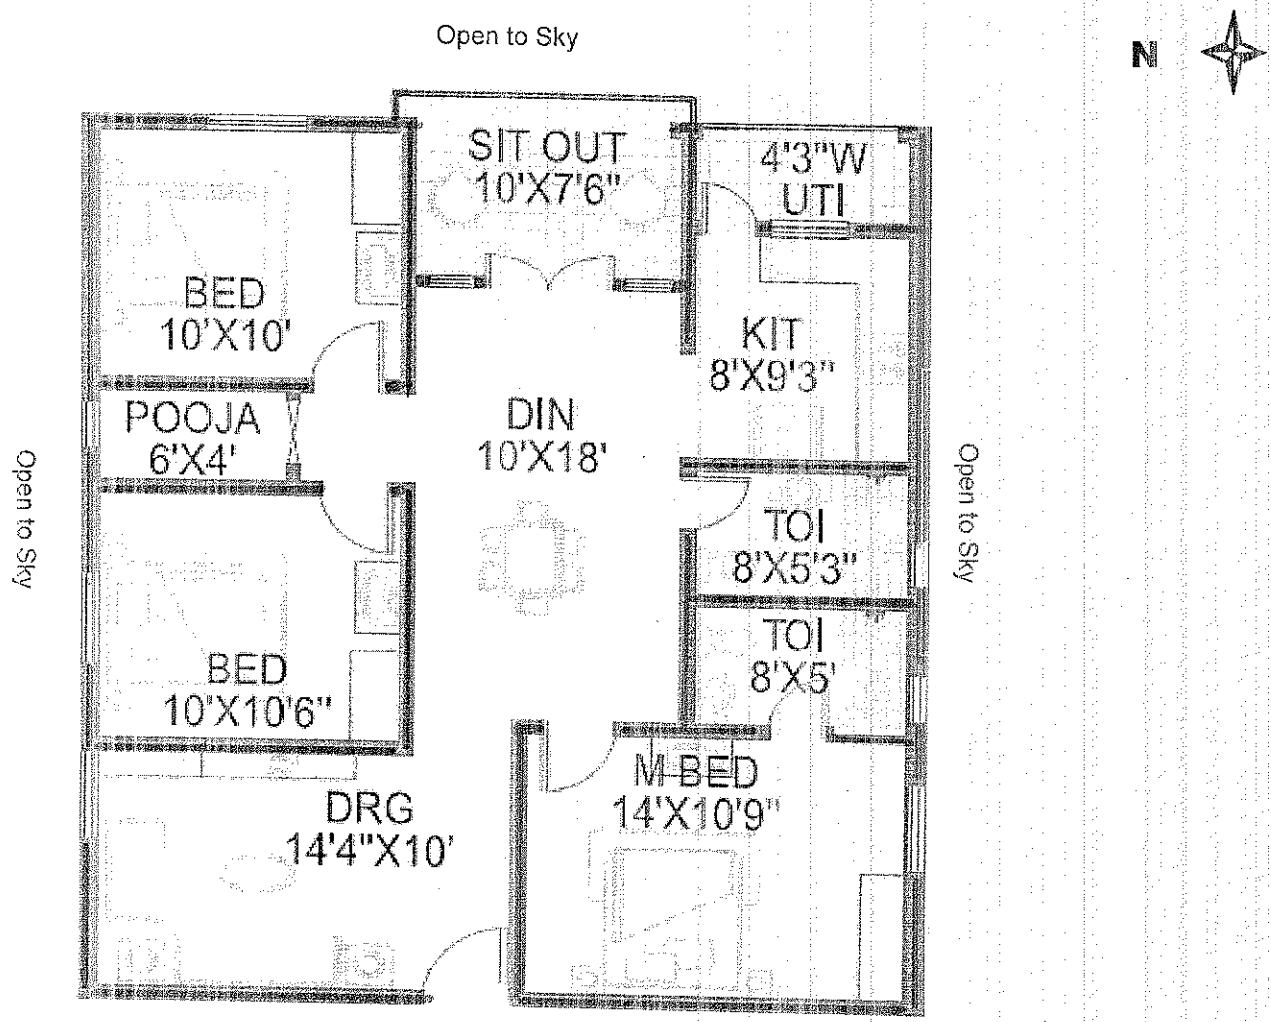 Open to Sky
N
SIT OUT
10'X7'6"
4'3"W
UTI
BED
10'X10'
KIT
8'X9'3"
POOJA
6'X4'
DIN
10'X18'
Open to Sky
Open to Sky
TOI
8'X5'3"
TOI
8'X5'
BED
10'X10'6"
M BED
14'X10'9"
DRG
14'4"X10'